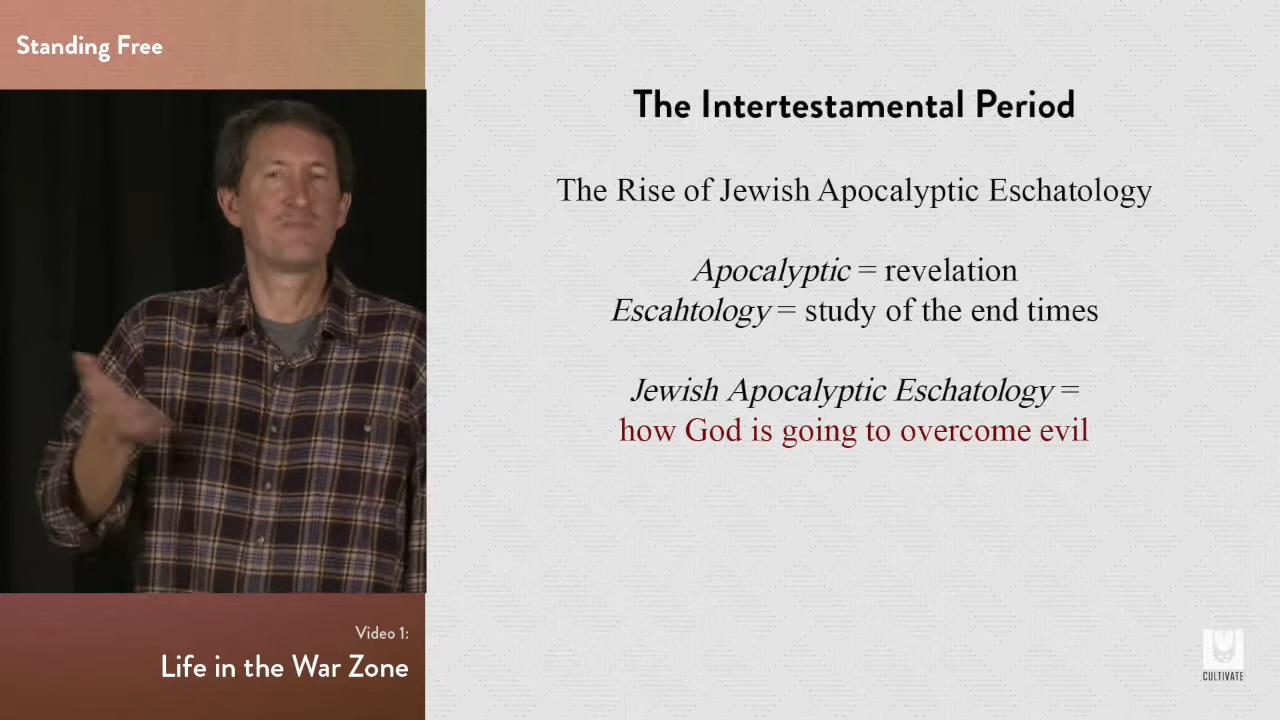 Standing Free
The Intertestamental Period
The Rise of Jewish Apocalyptic Eschatology
Apocalyptic = revelation
Escahtology = study of the end times
Jewish Apocalyptic Eschatology =
how God is going to overcome evil
Video 1:
Life in the War Zone
CULTIVATE